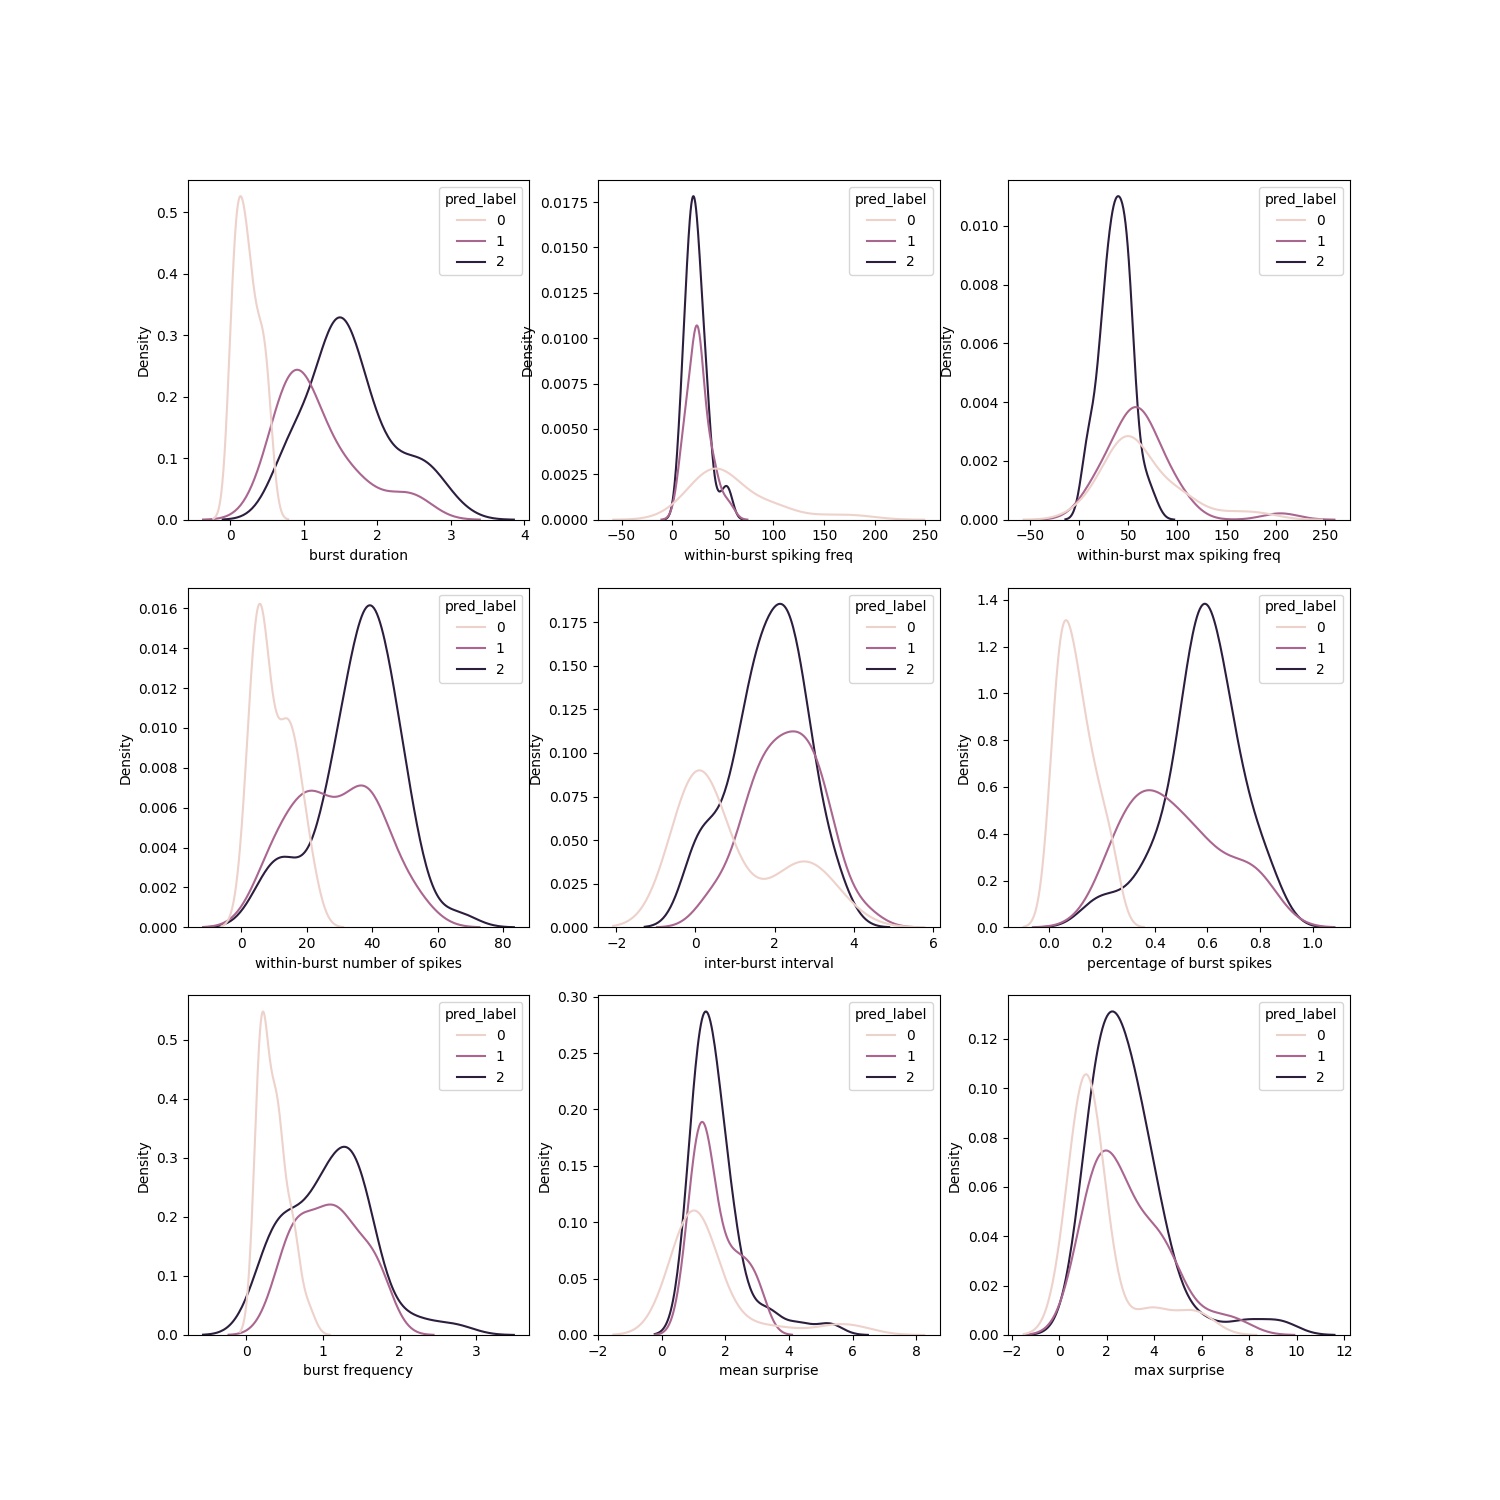 pred_label
0
1
2
Density
0.5
0.4
0.3
0.2
0.1
0.0
0 1 2 3 4
burst duration
pred_label
0
1
2
Density
0.0175
0.0150
0.0125
0.0100
0.0075
0.0050
0.0025
0.0000
−50 0 50 100 150 200 250
within-burst spiking freq
pred_label
0
1
2
Density
0.010
0.008
0.006
0.004
0.002
0.000
−50 0 50 100 150 200 250
within-burst max spiking freq
pred_label
0
1
2
Density
0.016
0.014
0.012
0.010
0.008
0.006
0.004
0.002
0.000
0 20 40 60 80
within-burst number of spikes
pred_label
0
1
2
Density
0.175
0.150
0.125
0.100
0.075
0.050
0.025
0.000
−2 0 2 4 6
inter-burst interval
pred_label
0
1
2
Density
1.4
1.2
1.0
0.8
0.6
0.4
0.2
0.0
0.0 0.2 0.4 0.6 0.8 1.0
percentage of burst spikes
pred_label
0
1
2
Density
0.5
0.4
0.3
0.2
0.1
0.0
0 1 2 3
burst frequency
pred_label
0
1
2
Density
0.30
0.25
0.20
0.15
0.10
0.05
0.00
−2 0 2 4 6 8
mean surprise
pred_label
0
1
2
Density
0.12
0.10
0.08
0.06
0.04
0.02
0.00
−2 0 2 4 6 8 10 12
max surprise